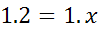 1.2 = 1. x